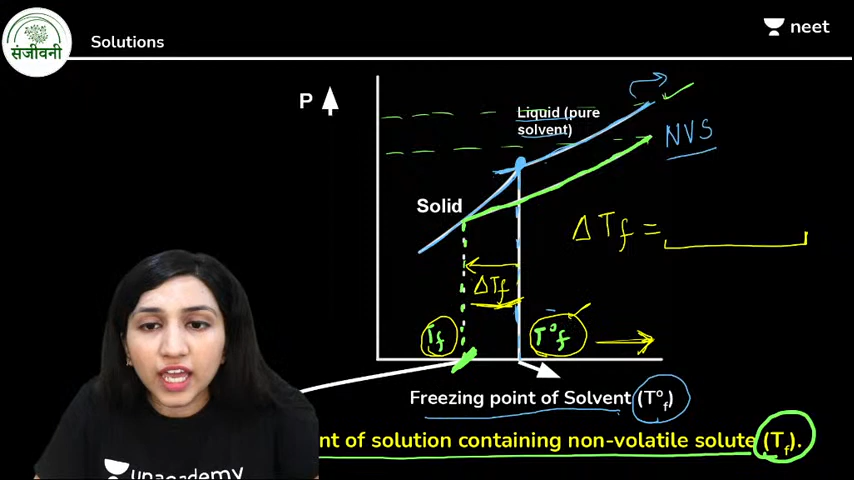 संजीवनी
Solutions
neet
P
Liquid (pure
solvent)
NVS
Solid
Δ Tf =
ΔTf
Tf
T°f
Freezing point of Solvent (T°f)
nt of solution containing non-volatile solute (Tf).
unacademy